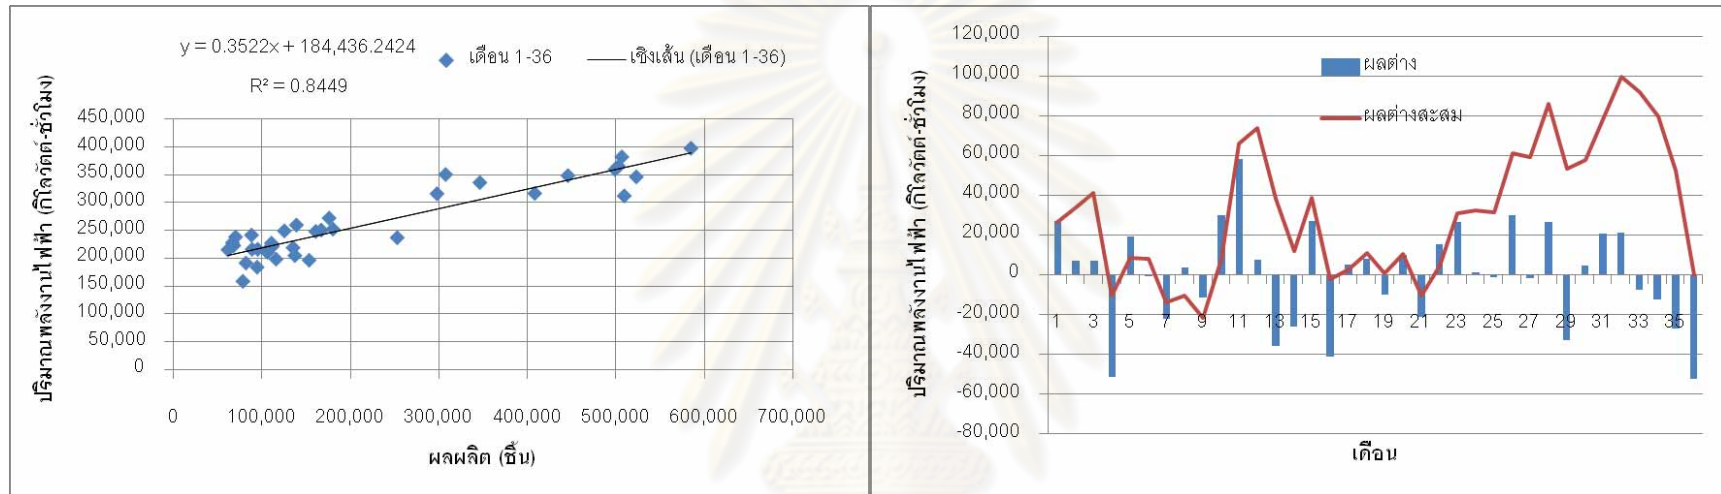 y = 0.3522x + 184,436.2424
R² = 0.8449
เดือน 1-36
เชิงเส้น (เดือน 1-36)
ปริมาณพลังงานไฟฟ้า (กิโลวัตต์-ชั่วโมง)
450,000
400,000
350,000
300,000
250,000
200,000
150,000
100,000
50,000
0
0 100,000 200,000 300,000 400,000 500,000 600,000 700,000
ผลผลิต (ชิ้น)
ปริมาณพลังงานไฟฟ้า (กิโลวัตต์-ชั่วโมง)
120,000
100,000
80,000
60,000
40,000
20,000
0
-20,000
-40,000
-60,000
-80,000
ผลต่าง
ผลต่างสะสม
1 3 5 7 9 11 13 15 17 19 21 23 25 27 29 31 33 35
เดือน